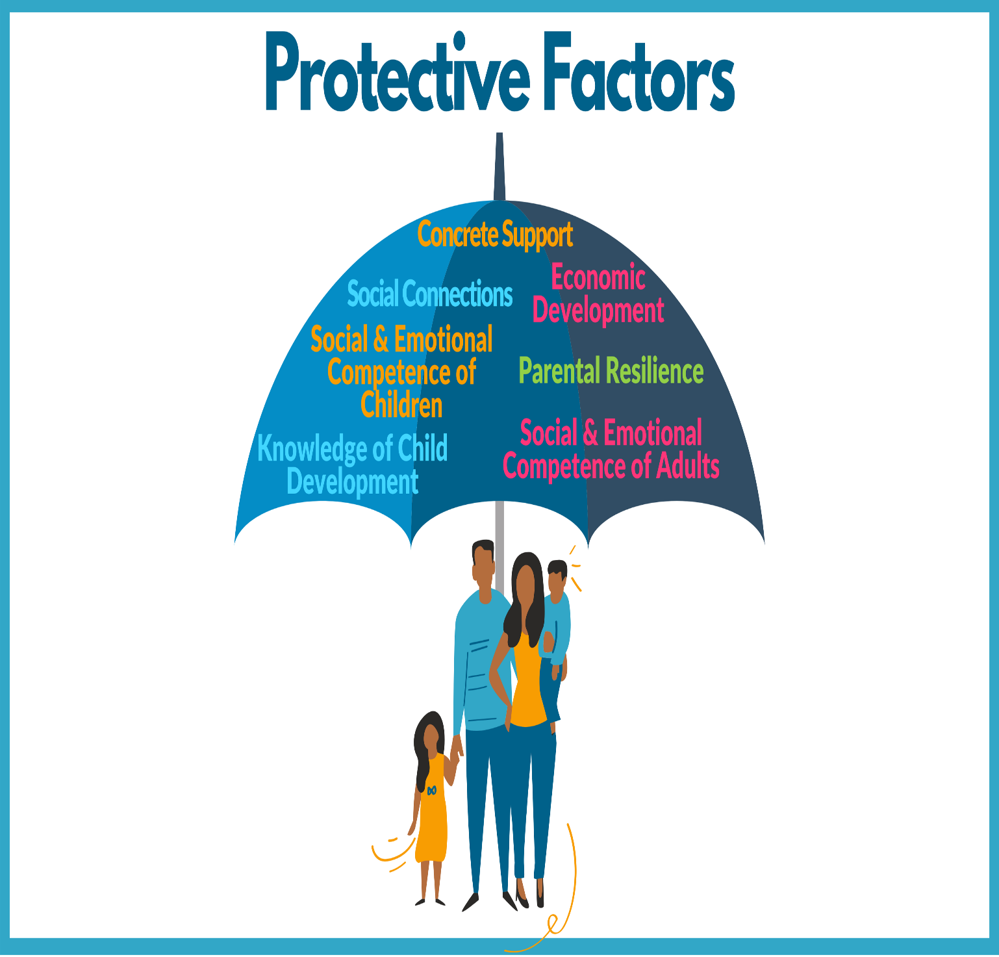 Protective Factors
Concrete Support
Social Connections
Social & Emotional
Competence of
Children
Knowledge of Child
Development
Economic
Development
Parental Resilience
Social & Emotional
Competence of Adults